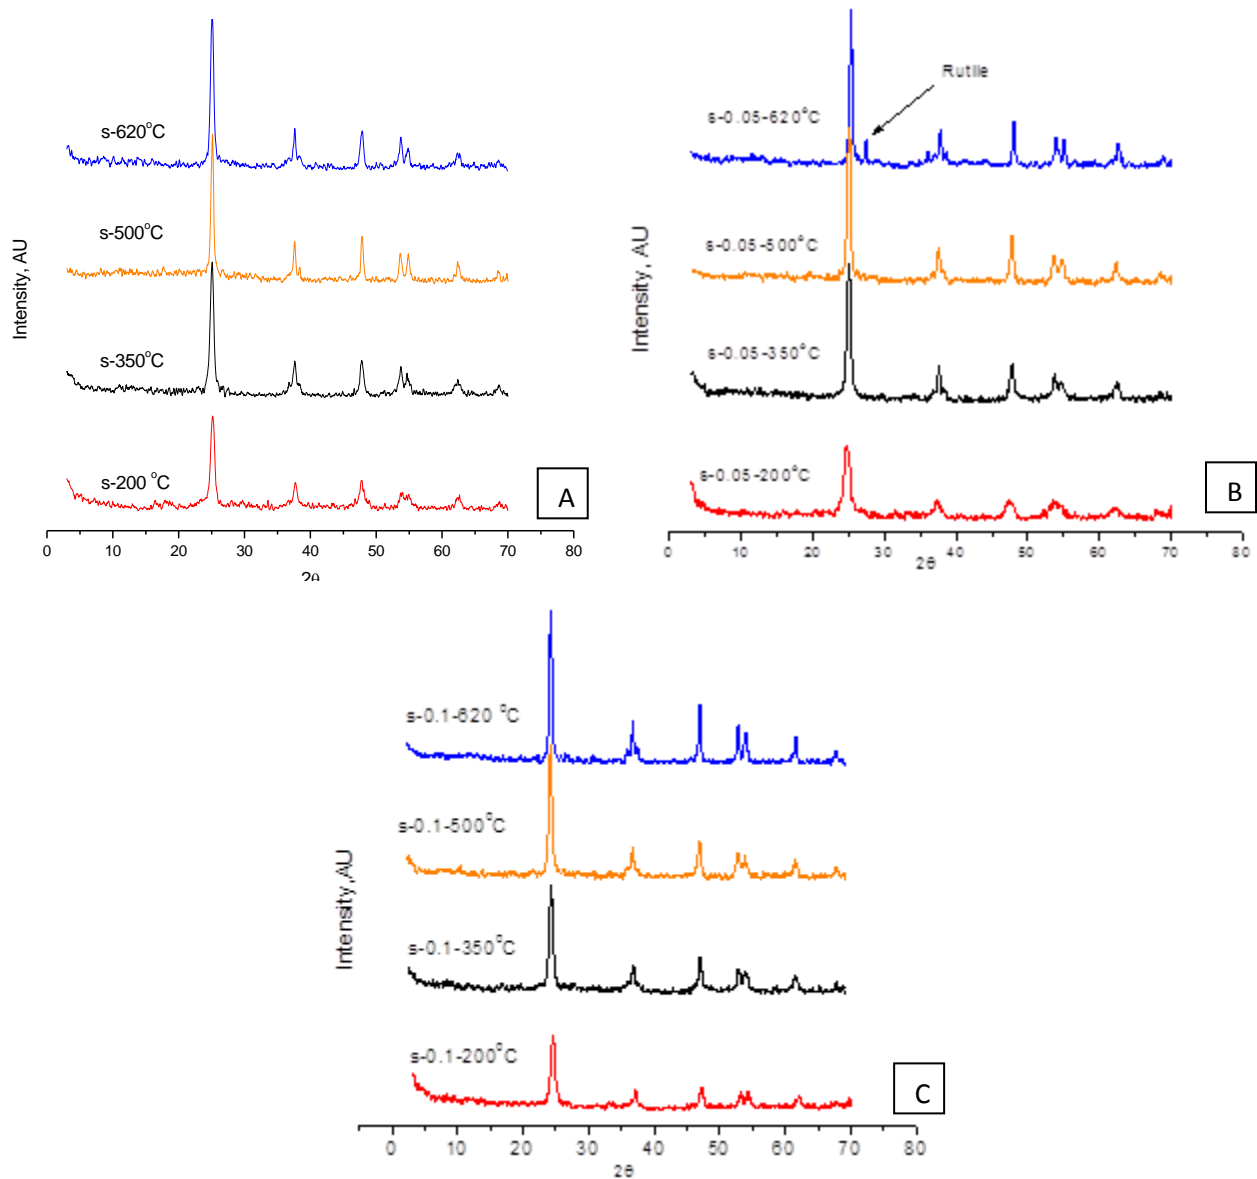 s-620°C
s-500°C
s-350°C
s-200 °C
Intensity, AU
A
0 10 20 30 40 50 60 70 80
2θ
Rutile
s-0.05-620°C
s-0.05-500°C
s-0.05-350°C
s-0.05-200°C
Intensity, AU
B
0 10 20 30 40 50 60 70 80
2θ
s-0.1-620 °C
s-0.1-500°C
s-0.1-350°C
s-0.1-200°C
Intensity,AU
C
0 10 20 30 40 50 60 70 80
2θ